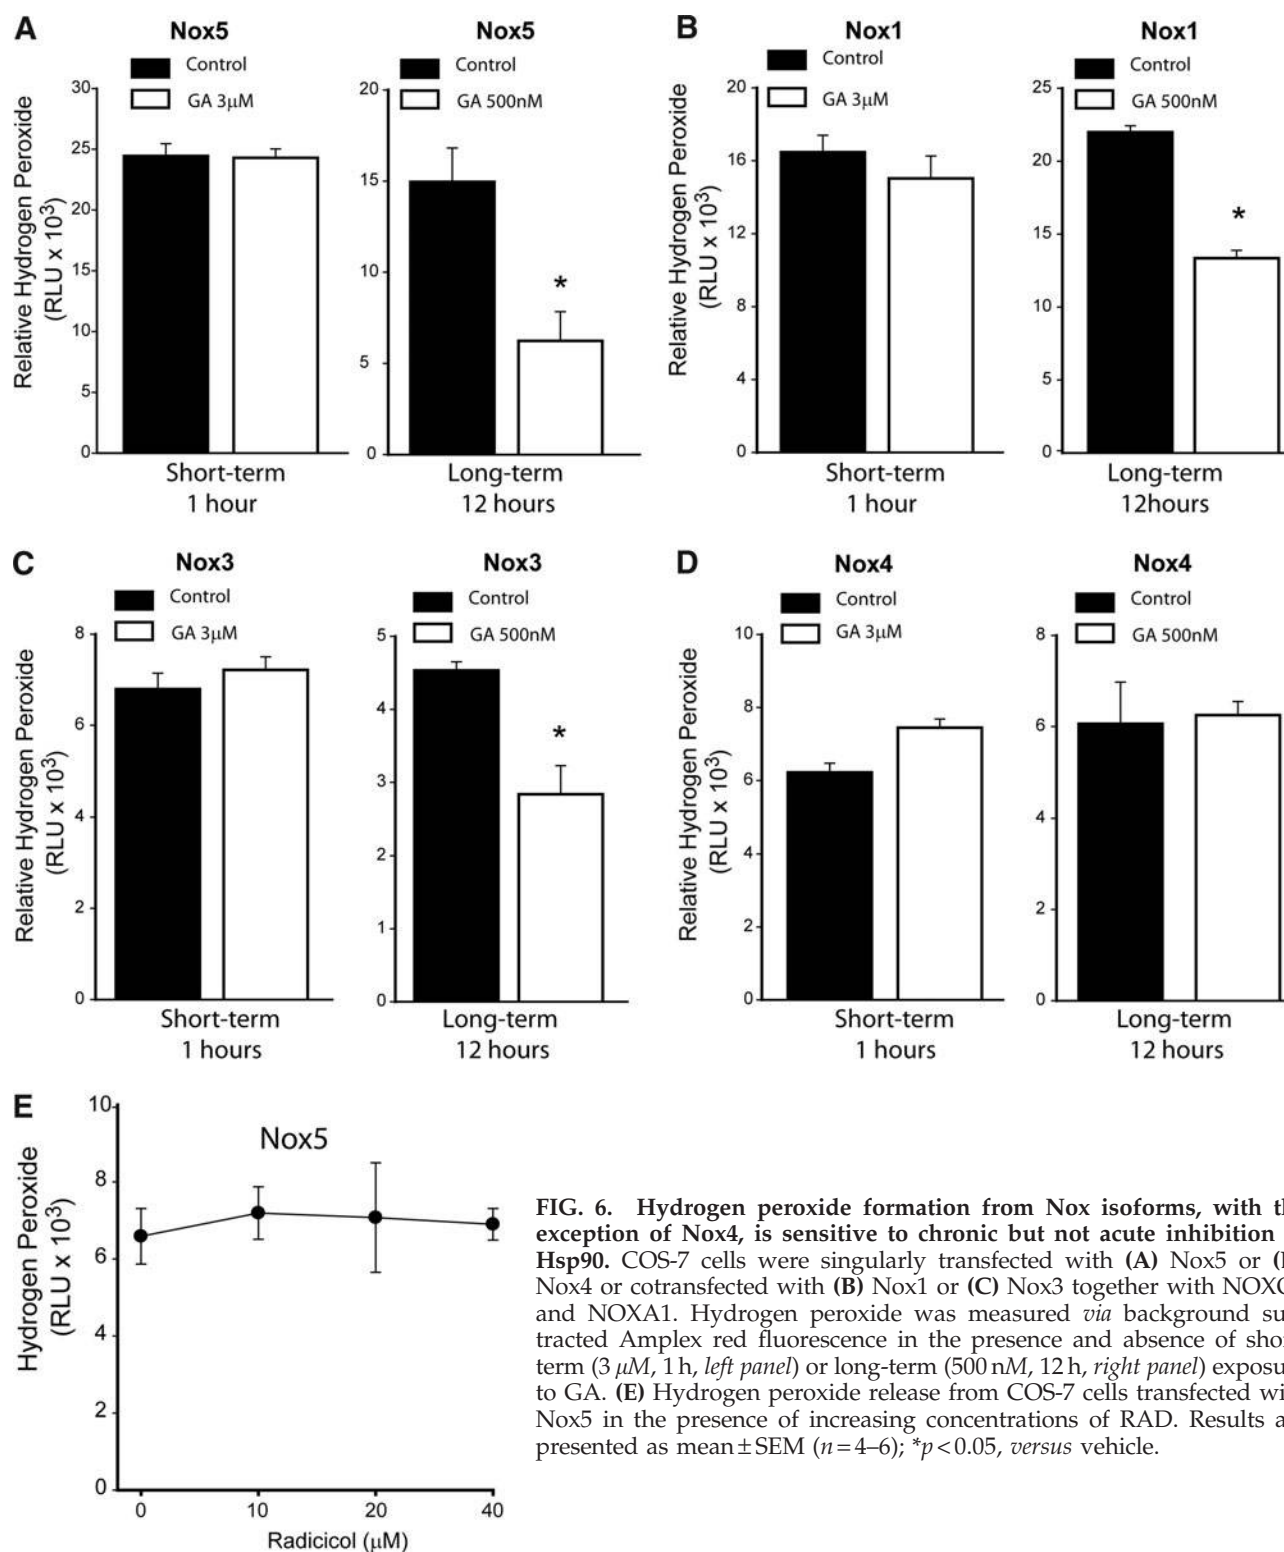 A
Nox5
Control
GA 3μM
Relative Hydrogen Peroxide
(RLU x 10³)
30
25
20
15
10
5
0
Short-term
1 hour
Nox5
Control
GA 500nM
20
15
10
5
0
*
Long-term
12 hours
B
Nox1
Control
GA 3μM
Relative Hydrogen Peroxide
(RLU x 10³)
20
16
12
8
4
0
Short-term
1 hour
Nox1
Control
GA 500nM
25
20
15
10
5
0
*
Long-term
12hours
C
Nox3
Control
GA 3μM
Relative Hydrogen Peroxide
(RLU x 10³)
8
6
4
2
0
Short-term
1 hours
Nox3
Control
GA 500nM
5
4
3
2
1
0
*
Long-term
12 hours
D
Nox4
Control
GA 3μM
Relative Hydrogen Peroxide
(RLU x 10³)
10
8
6
4
2
0
Short-term
1 hours
Nox4
Control
GA 500nM
8
6
4
2
0
Long-term
12 hours
E
Nox5
Hydrogen Peroxide
(RLU x 10³)
10
8
6
4
2
0
0 10 20 40
Radicicol (μM)
FIG. 6. Hydrogen peroxide formation from Nox isoforms, with
exception of Nox4, is sensitive to chronic but not acute inhibition
Hsp90. COS-7 cells were singularly transfected with (A) Nox5 or
Nox4 or cotransfected with (B) Nox1 or (C) Nox3 together with
and NOXA1. Hydrogen peroxide was measured via background
tracted Amplex red fluorescence in the presence and absence of short
term (3 μM, 1 h, left panel) or long-term (500 nM, 12 h, right panel)
to GA. (E) Hydrogen peroxide release from COS-7 cells transfected
Nox5 in the presence of increasing concentrations of RAD. Results
presented as mean ± SEM (n = 4–6); *p < 0.05, versus vehicle.